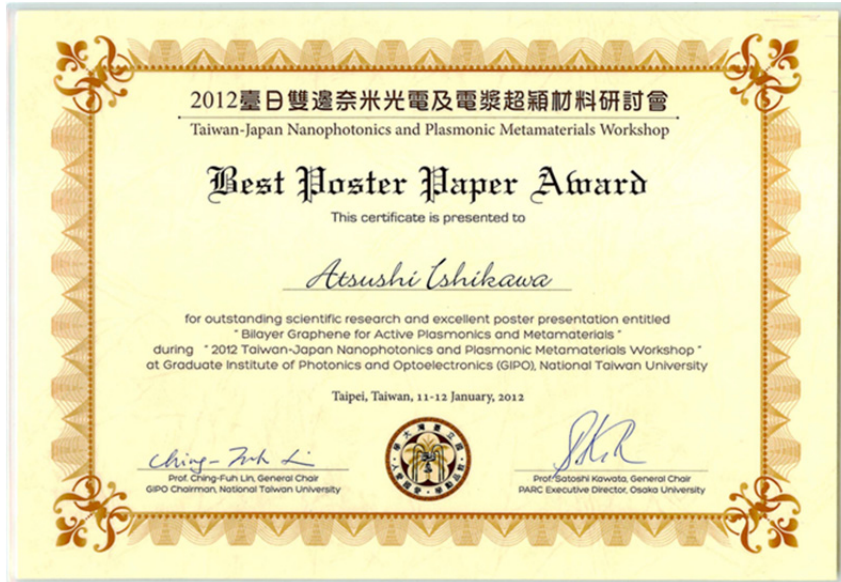 2012臺日雙邊奈米光電及電漿超穎材料研討會
Taiwan-Japan Nanophotonics and Plasmonic Metamaterials Workshop
Best Poster Paper Award
This certificate is presented to
Atsushi Ishikawa
for outstanding scientific research and excellent poster presentation entitled
" Bilayer Graphene for Active Plasmonics and Metamaterials "
during " 2012 Taiwan-Japan Nanophotonics and Plasmonic Metamaterials Workshop "
at Graduate Institute of Photonics and Optoelectronics (GIPO), National Taiwan University
Taipei, Taiwan, 11-12 January, 2012
Ching-Fuh Li
Prof. Ching-Fuh Lin, General Chair
GIPO Chairman, National Taiwan University
Prof. Satoshi Kawata, General Chair
PARC Executive Director, Osaka University